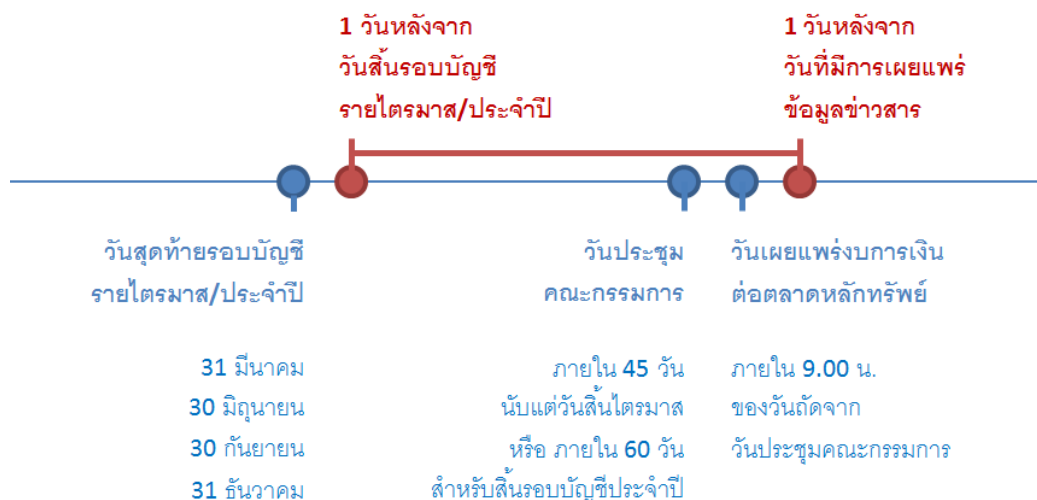 1 วันหลังจาก
วันสิ้นรอบบัญชี
รายไตรมาส/ประจำปี
1 วันหลังจาก
วันที่มีการเผยแพร่
ข้อมูลข่าวสาร
วันสุดท้ายรอบบัญชี
รายไตรมาส/ประจำปี
วันประชุม
คณะกรรมการ
วันเผยแพร่งบการเงิน
ต่อตลาดหลักทรัพย์
31 มีนาคม
30 มิถุนายน
30 กันยายน
31 ธันวาคม
ภายใน 45 วัน
นับแต่วันสิ้นไตรมาส
หรือ ภายใน 60 วัน
สำหรับสิ้นรอบบัญชีประจำปี
ภายใน 9.00 น.
ของวันถัดจาก
วันประชุมคณะกรรมการ